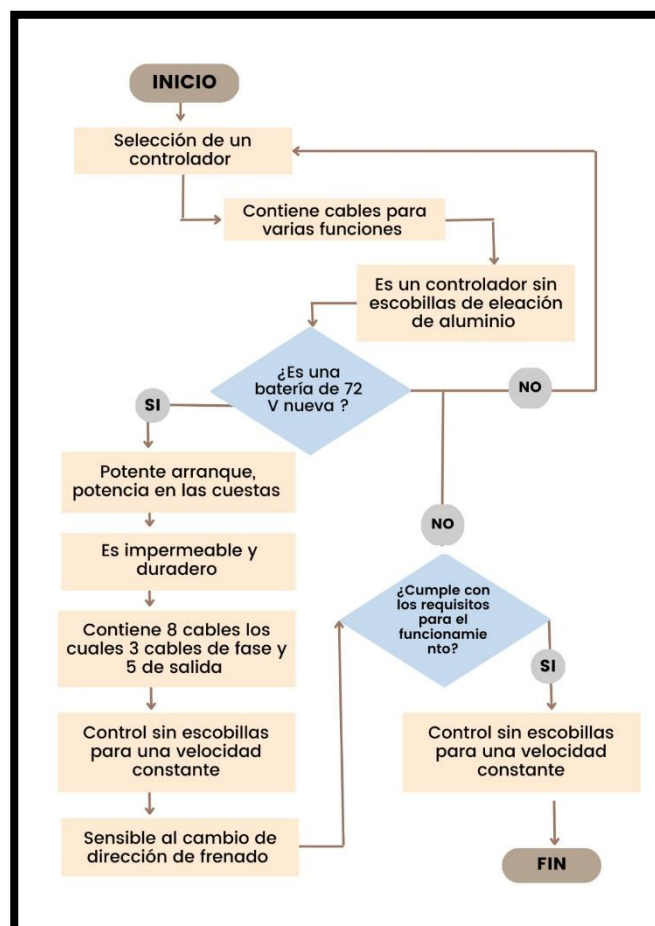 INICIO
Selección de un
controlador
Contiene cables para
varias funciones
Es un controlador sin
escobillas de eleación
de aluminio
¿Es una
batería de 72
V nueva ?
NO
SI
Potente arranque,
potencia en las cuestas
Es impermeable y
duradero
Contiene 8 cables los
cuales 3 cables de fase y
5 de salida
Control sin escobillas
para una velocidad
constante
Sensible al cambio de
dirección de frenado
NO
¿Cumple con
los requisitos
para el
funcionamie
nto?
SI
Control sin escobillas
para una velocidad
constante
FIN